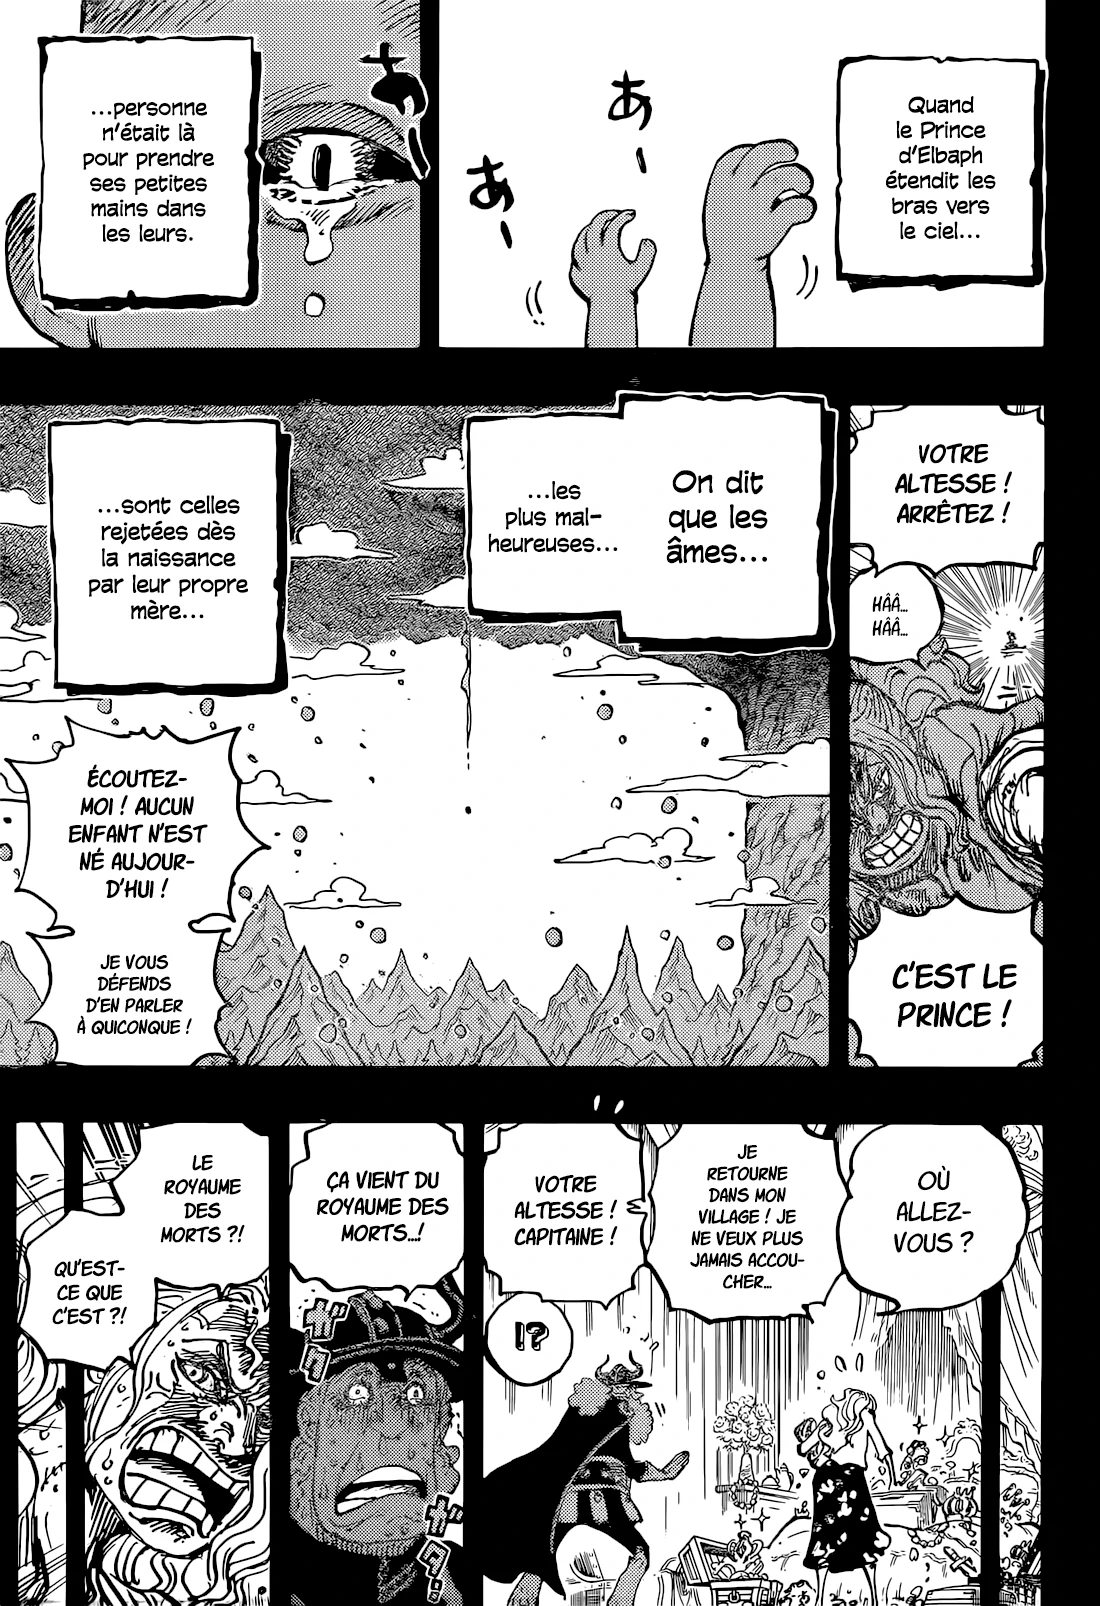 Quand
le Prince
d'Elbaph
étendit les
bras vers
le ciel...
あ
あ
...personne
n'était là
pour prendre
ses petites
mains dans
les leurs.
あ
VOTRE
ALTESSE !
ARRÊTEZ !
HÂÂ...
HÂÂ...
C'EST LE
PRINCE !
On dit
que les
âmes...
...les
plus mal-
heureuses...
...sont celles
rejetées dès
la naissance
par leur propre
mère...
ÉCOUTEZ-
MOI ! AUCUN
ENFANT N'EST
NÉ AUJOUR-
D'HUI !
JE VOUS
DÉFENDS
D'EN PARLER
À QUICONQUE !
OÙ
ALLEZ-
VOUS ?
JE
RETOURNE
DANS MON
VILLAGE ! JE
NE VEUX PLUS
JAMAIS ACCOU-
CHER...
VOTRE
ALTESSE !
CAPITAINE !
!?
ÇA VIENT DU
ROYAUME DES
MORTS...!
LE
ROYAUME
DES
MORTS ?!
QU'EST-
CE QUE
C'EST ?!